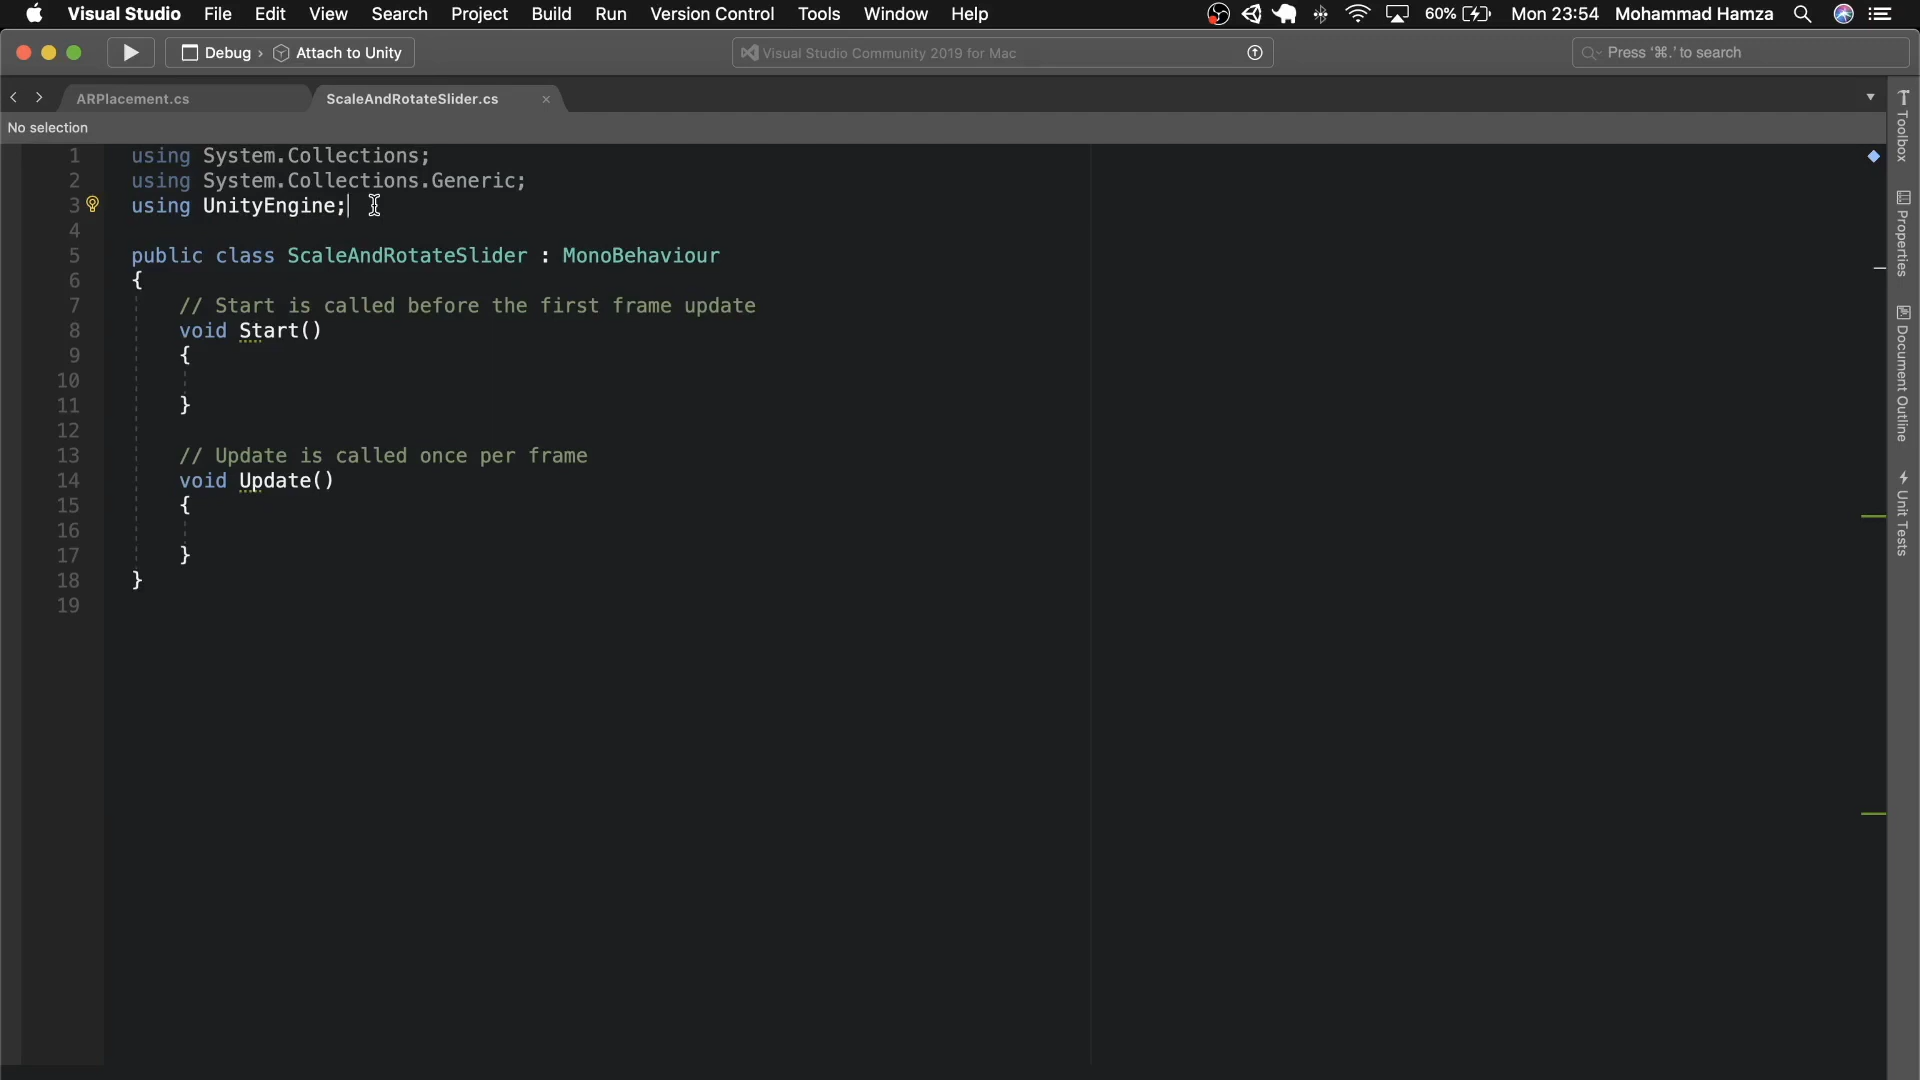 Visual Studio File Edit View Search Project Build Run Version Control Tools Window Help 60% Mon 23:54 Mohammad Hamza
Debug › Attach to Unity Visual Studio Community 2019 for Mac Press ‘⌘.’ to search
ARPlacement.cs ScaleAndRotateSlider.cs
No selection
1 using System.Collections;
2 using System.Collections.Generic;
3 using UnityEngine;
4
5 public class ScaleAndRotateSlider : MonoBehaviour
6 {
7 // Start is called before the first frame update
8 void Start()
9 {
10
11 }
12
13 // Update is called once per frame
14 void Update()
15 {
16
17 }
18 }
19
Toolbox
Properties
Document Outline
Unit Tests